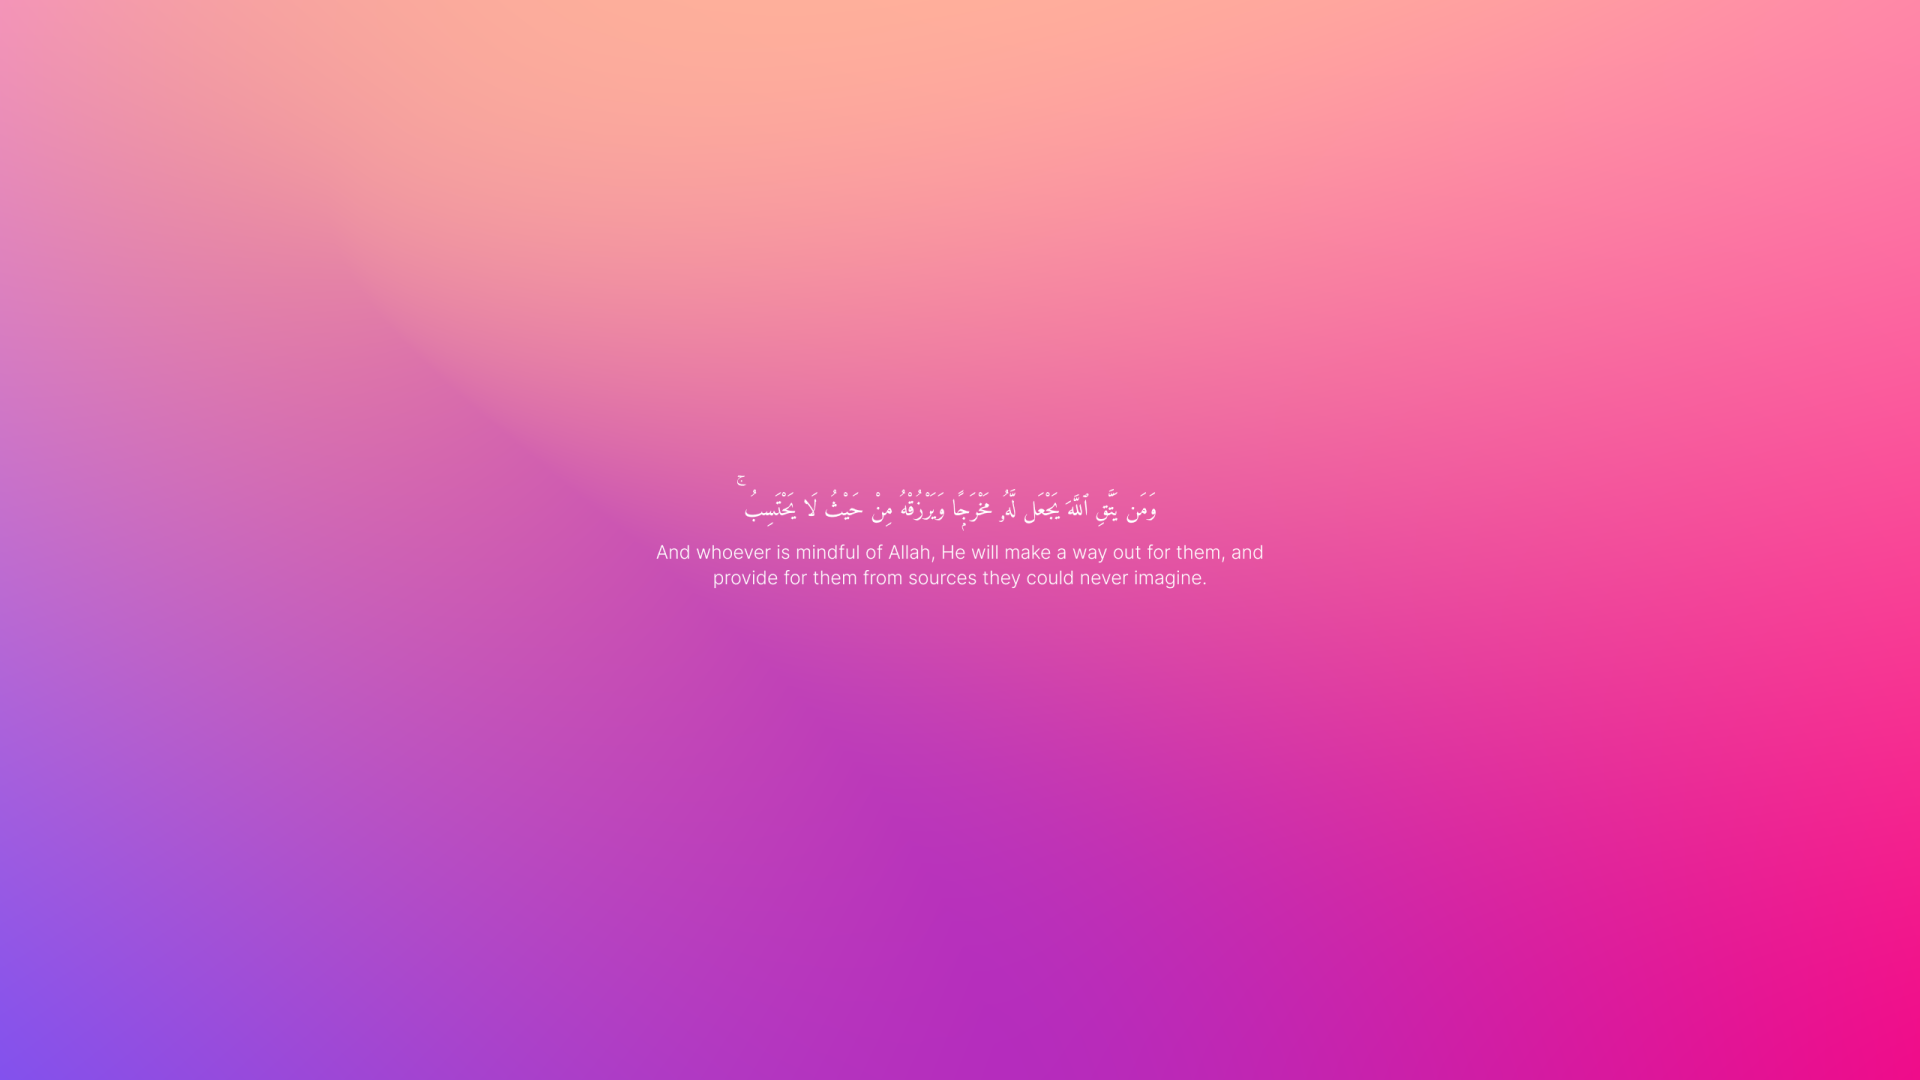 وَمَن يَتَّقِ ٱللَّهَ يَجْعَل لَّهُۥ مَخْرَجًۭا وَيَرْزُقْهُ مِنْ حَيْثُ لَا يَحْتَسِبُ ۚ
And whoever is mindful of Allah, He will make a way out for them, and
provide for them from sources they could never imagine.